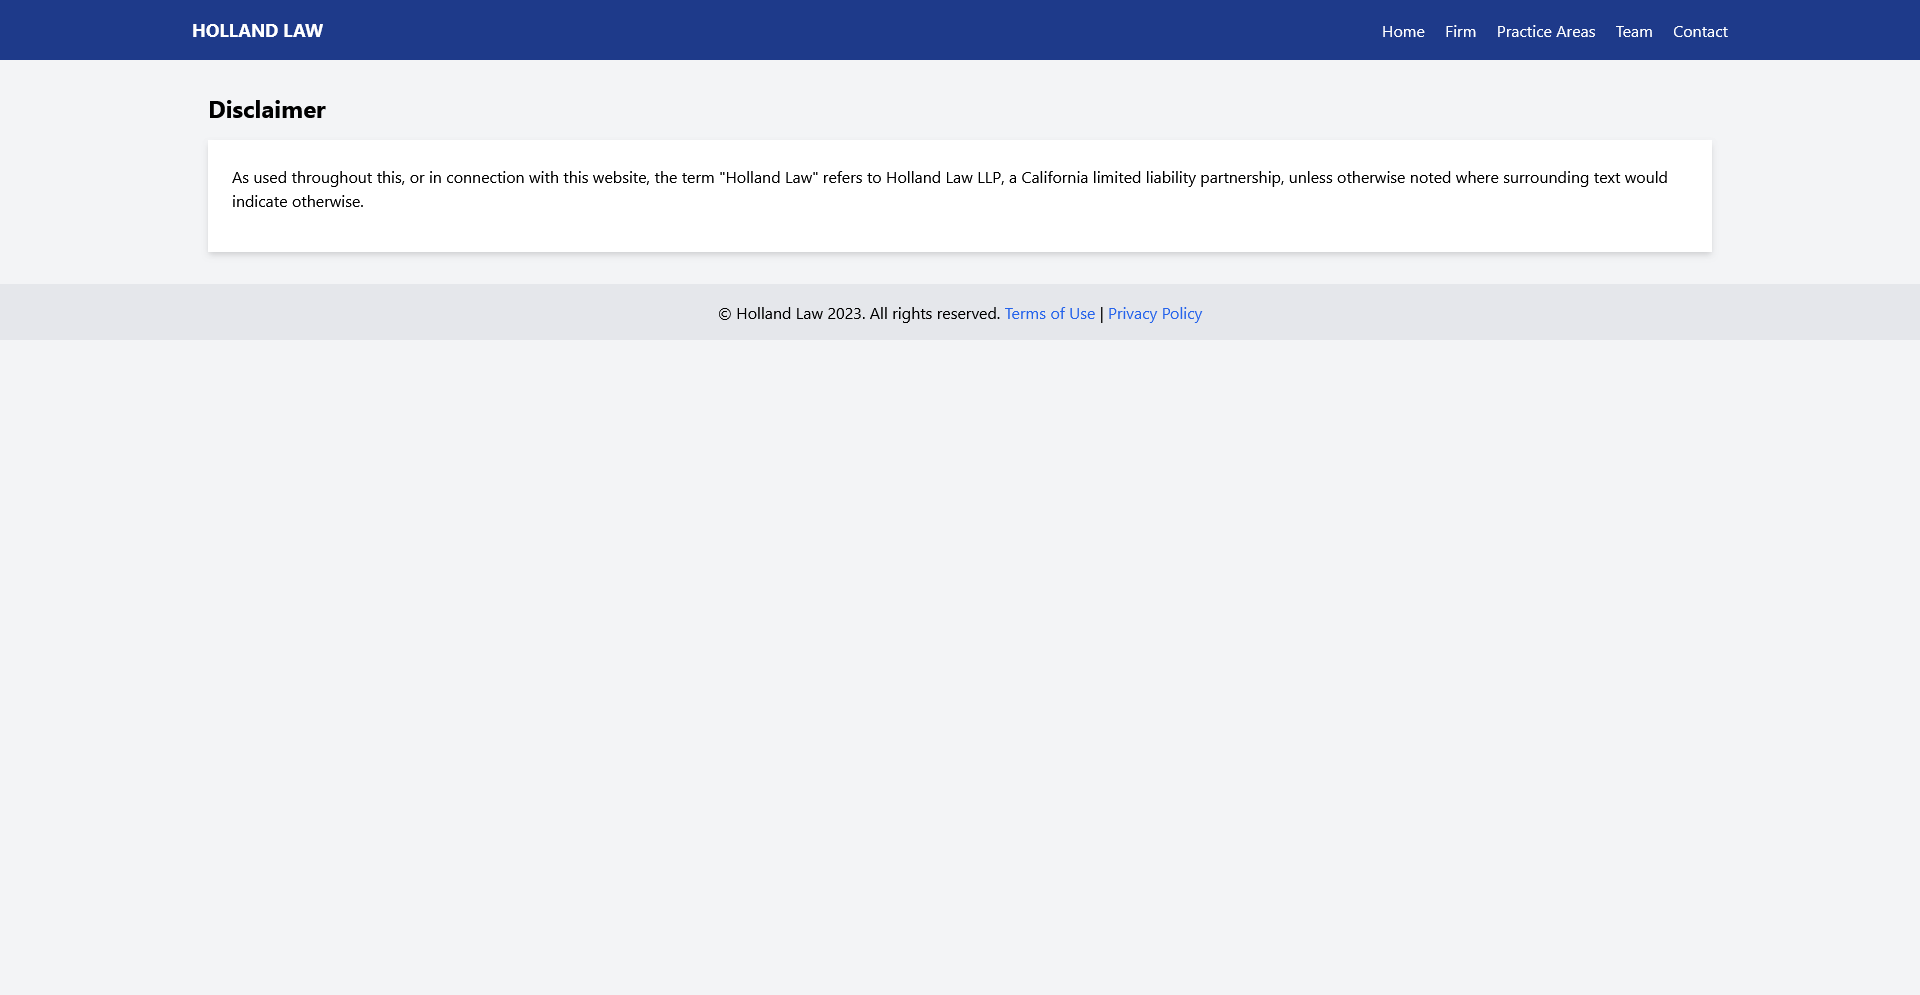 HOLLAND LAW
Home Firm Practice Areas Team Contact
Disclaimer
As used throughout this, or in connection with this website, the term "Holland Law" refers to Holland Law LLP, a California limited liability partnership, unless otherwise noted where surrounding text would
indicate otherwise.
© Holland Law 2023. All rights reserved. Terms of Use | Privacy Policy